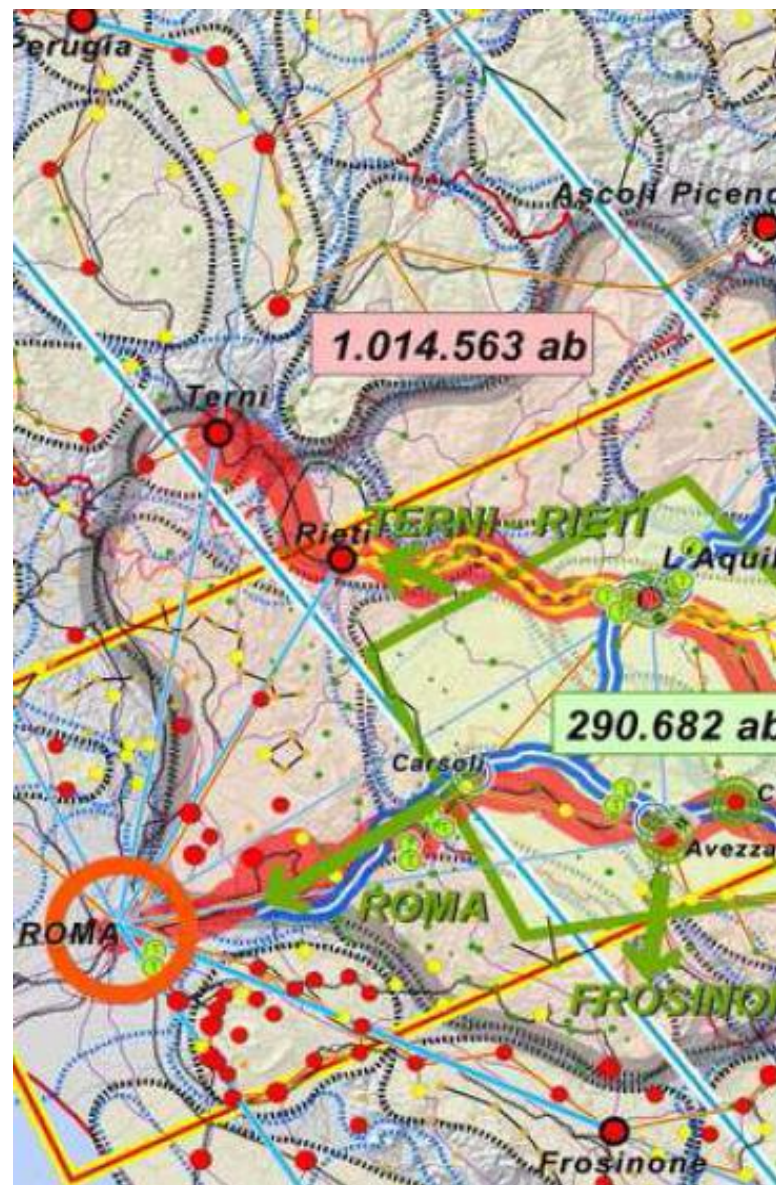 Perugia
Ascoli Picen
1.014.563 ab
Terni
TERNI - RIETI
Rieti
L'Aquil
290.682 ab
Carsoli
C
Avezza
ROMA
ROMA
FROSINON
Frosinone